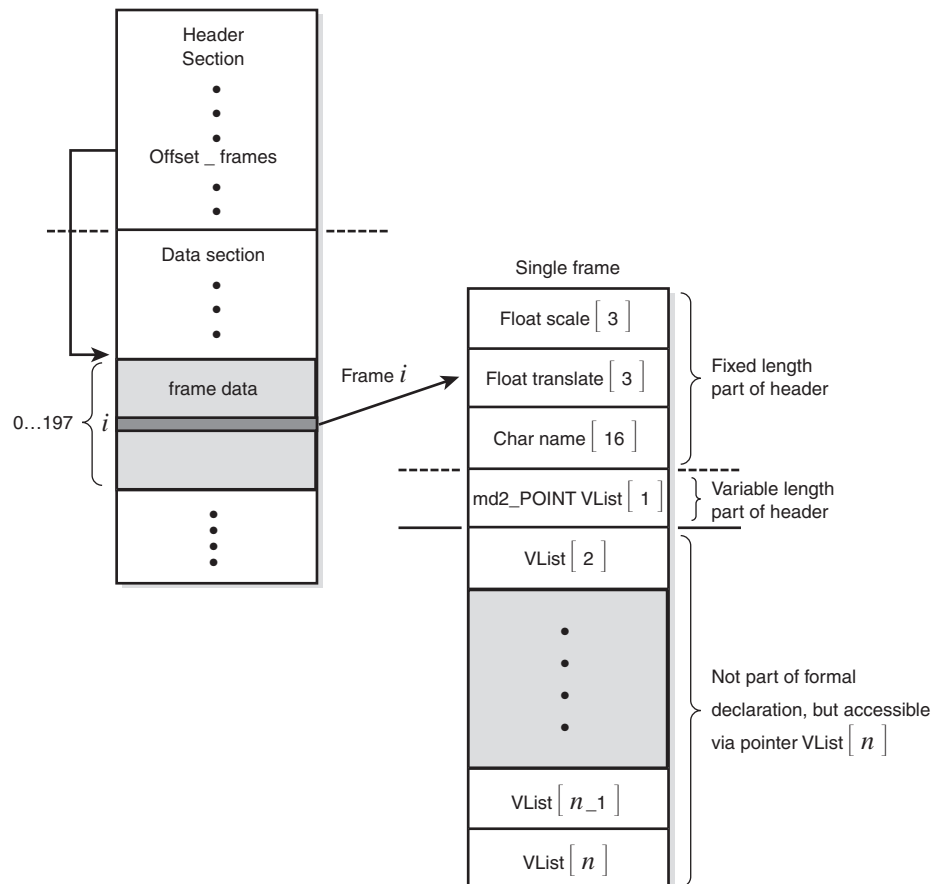 Header
Section
Offset _ frames
Data section
frame data
0...197
i
Frame i
Single frame
Float scale [ 3 ]
Float translate [ 3 ]
Char name [ 16 ]
Fixed length
part of header
md2_POINT VList [ 1 ]
Variable length
part of header
VList [ 2 ]
Not part of formal
declaration, but accessible
via pointer VList [ n ]
VList [ n_1 ]
VList [ n ]